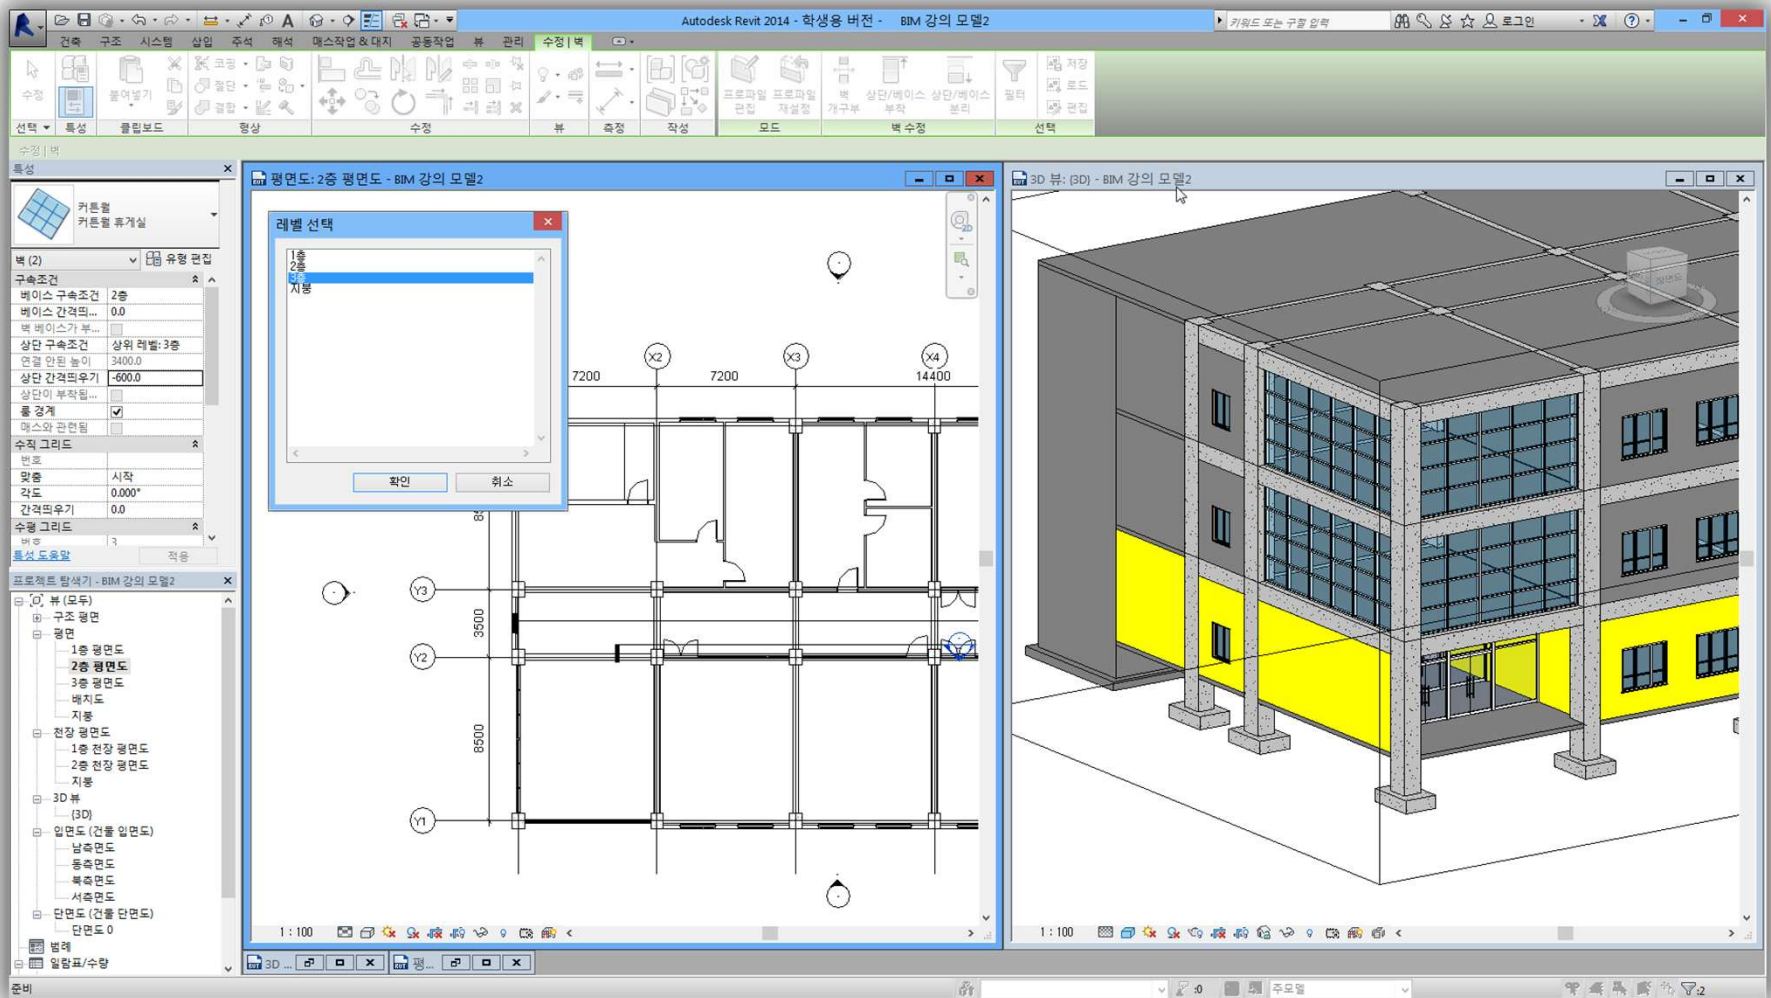 Autodesk Revit 2014 - 학생용 버전 - BIM 강의 모델2
키워드 또는 구절 입력
로그인
건축 구조 시스템 삽입 주석 해석 매스작업 & 대지 공동작업 뷰 관리 수정 | 벽
수정 붙여넣기 코핑 절단 결합 프로파일 편집 프로파일 재설정 벽 개구부 상단/베이스 부착 상단/베이스 분리 필터 저장 로드 편집
선택 특성 클립보드 형상 수정 뷰 측정 작성 모드 벽 수정 선택
수정 | 벽
특성
커튼월
커튼월 휴게실
벽 (2) 유형 편집
구속조건
베이스 구속조건 2층
베이스 간격띄... 0.0
벽 베이스가 부...
상단 구속조건 상위 레벨: 3층
연결 안된 높이 3400.0
상단 간격띄우기 -600.0
상단이 부착됨...
룸 경계
매스와 관련됨
수직 그리드
번호
맞춤 시작
각도 0.000°
간격띄우기 0.0
수평 그리드
번호 3
특성 도움말 적용
프로젝트 탐색기 - BIM 강의 모델2
뷰 (모두)
구조 평면
평면
1층 평면도
2층 평면도
3층 평면도
배치도
지붕
천장 평면도
1층 천장 평면도
2층 천장 평면도
지붕
3D 뷰
{3D}
입면도 (건물 입면도)
남측면도
동측면도
북측면도
서측면도
단면도 (건물 단면도)
단면도 0
범례
일람표/수량
평면도: 2층 평면도 - BIM 강의 모델2
레벨 선택
1층
2층
3층
지붕
확인 취소
2D
X2 X3 X4
7200 7200 14400
Y3
3500
Y2
8500
Y1
1 : 100
3D 뷰: {3D} - BIM 강의 모델2
1 : 100
3D ... 평...
준비
:0 주모델 :2